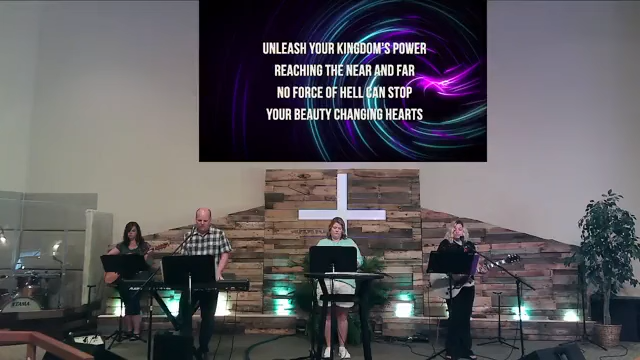 UNLEASH YOUR KINGDOM'S POWER
REACHING THE NEAR AND FAR
NO FORCE OF HELL CAN STOP
YOUR BEAUTY CHANGING HEARTS
TAMA